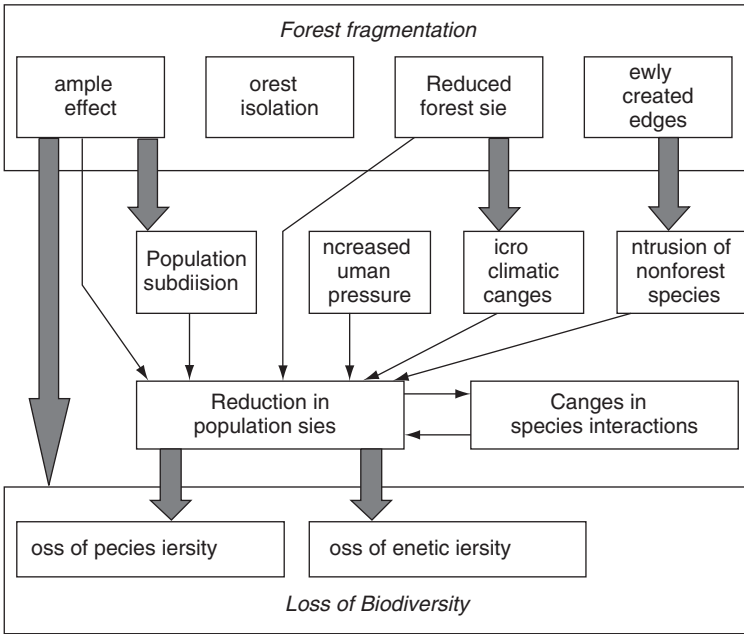 Forest fragmentation
ample
effect
orest
isolation
Reduced
forest sie
ewly
created
edges
Population
subdiision
ncreased
uman
pressure
icro
climatic
canges
ntrusion of
nonforest
species
Reduction in
population sies
Canges in
species interactions
oss of pecies iersity
oss of enetic iersity
Loss of Biodiversity